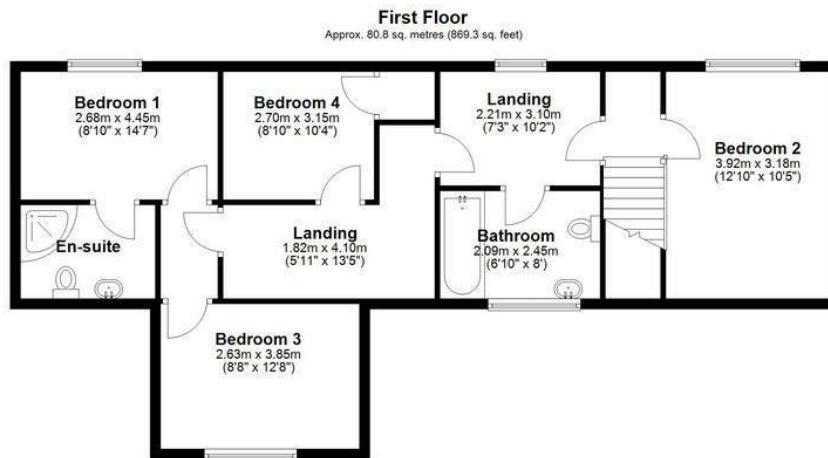 First Floor
Approx. 80.8 sq. metres (869.3 sq. feet)
Bedroom 1
2.68m x 4.45m
(8'10" x 14'7")
Bedroom 4
2.70m x 3.15m
(8'10" x 10'4")
Landing
2.21m x 3.10m
(7'3" x 10'2")
Bedroom 2
3.92m x 3.18m
(12'10" x 10'5")
En-suite
Landing
1.82m x 4.10m
(5'11" x 13'5")
Bathroom
2.09m x 2.45m
(6'10" x 8')
Bedroom 3
2.63m x 3.85m
(8'8" x 12'8")